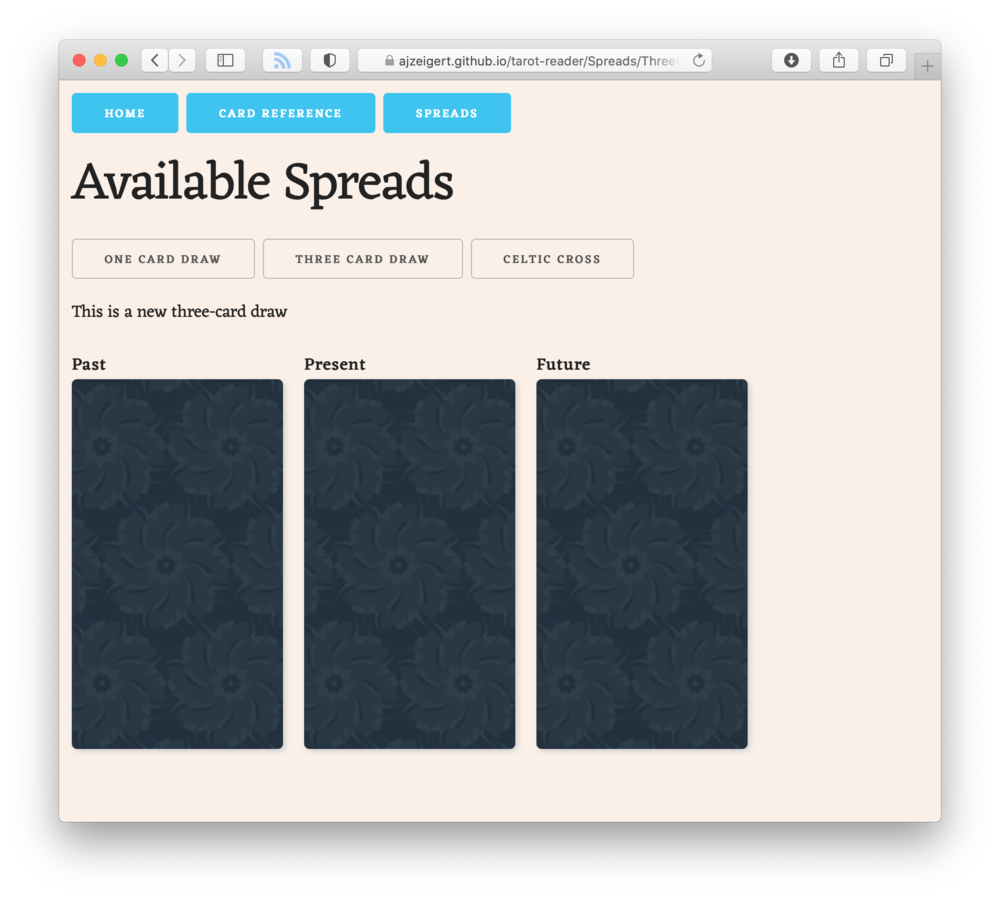 ajzeigert.github.io/tarot-reader/Spreads/Three
HOME CARD REFERENCE SPREADS
Available Spreads
ONE CARD DRAW THREE CARD DRAW CELTIC CROSS
This is a new three-card draw
Past Present Future